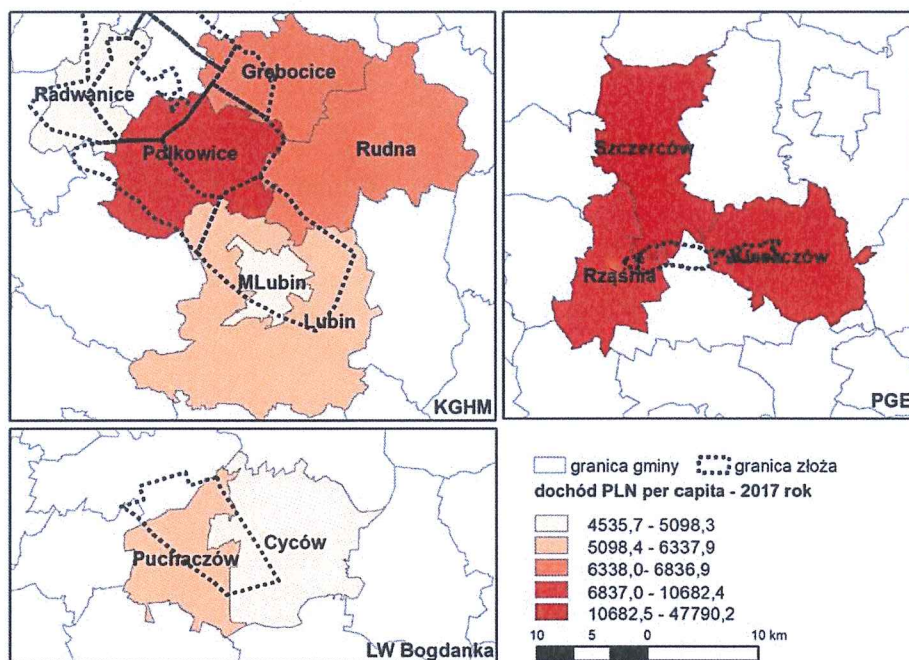 Grębocice
Radwanice
Polkowice
Rudna
MLubin
Lubin
KGHM
Szczerców
Kleszczów
Rząśnia
PGE
Puchaczów
Cyców
LW Bogdanka
granica gminy granica złoża
dochód PLN per capita - 2017 rok
4535,7 - 5098,3
5098,4 - 6337,9
6338,0 - 6836,9
6837,0 - 10682,4
10682,5 - 47790,2
10 5 0 10 km